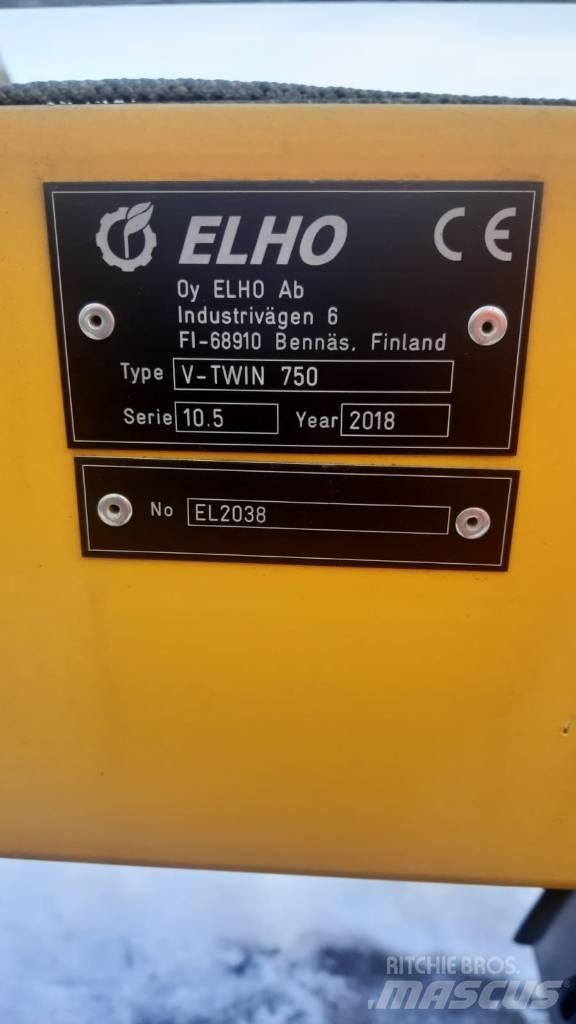 ELHO CE
Oy ELHO Ab
Industrivägen 6
FI-68910 Bennäs, Finland
Type V-TWIN 750
Serie 10.5 Year 2018
No EL2038
RITCHIE BROS.
MASCUS